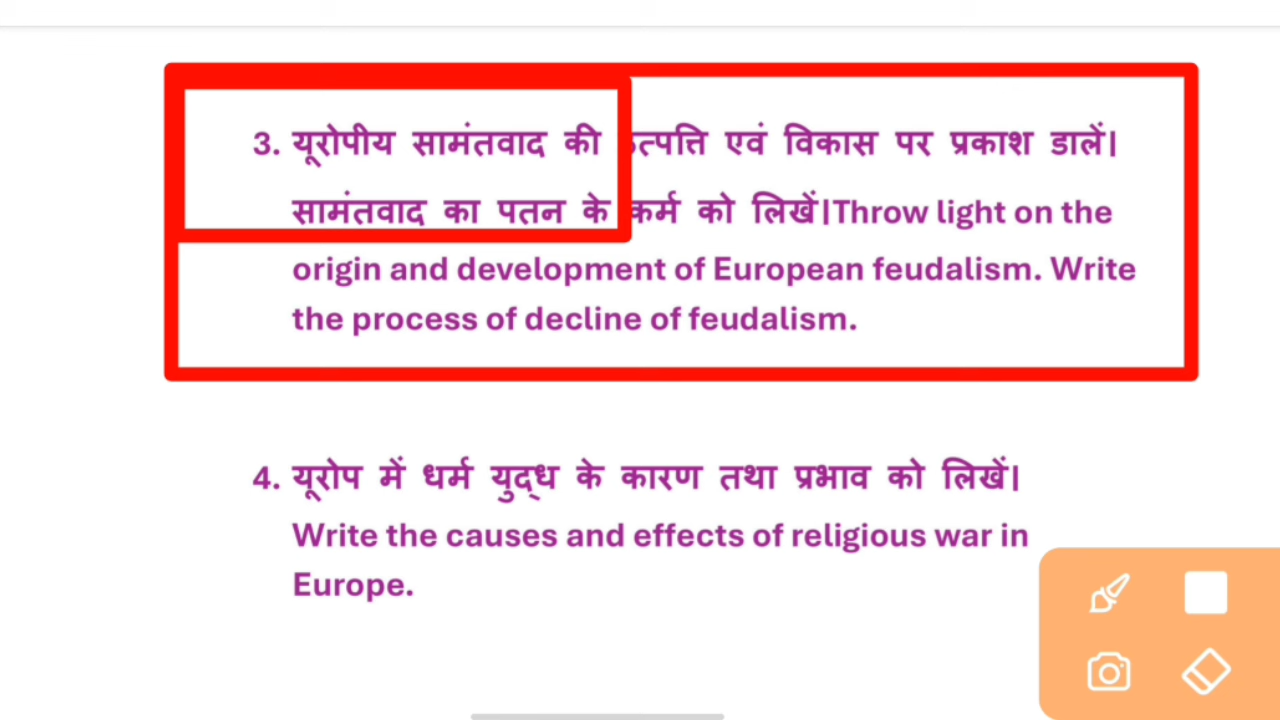 3. यूरोपीय सामंतवाद की उत्पत्ति एवं विकास पर प्रकाश डालें।
सामंतवाद का पतन के कर्म को लिखें।Throw light on the
origin and development of European feudalism. Write
the process of decline of feudalism.
4. यूरोप में धर्म युद्ध के कारण तथा प्रभाव को लिखें।
Write the causes and effects of religious war in
Europe.